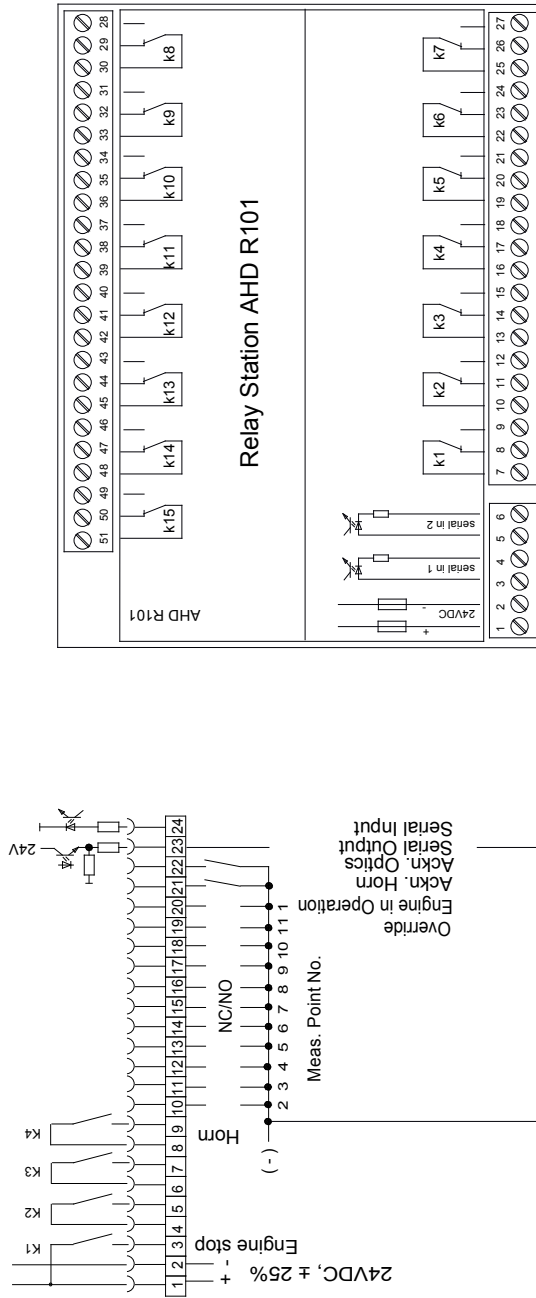 28 29 30 31 32 33 34 35 36 37 38 39 40 41 42 43 44 45 46 47 48 49 50 51
k8
k9
k10
k11
k12
k13
k14
k15
Relay Station AHD R101
AHD R101
k7
k6
k5
k4
k3
k2
k1
serial in 2
serial in 1
24VDC
-
+
27 26 25 24 23 22 21 20 19 18 17 16 15 14 13 12 11 10 9 8 7
6 5 4 3 2 1
24V
K4
K3
K2
K1
1 2 3 4 5 6 7 8 9 10 11 12 13 14 15 16 17 18 19 20 21 22 23 24
+
-
24VDC, ± 25%
Engine stop
Horn
NC/NO
( - )
2 3 4 5 6 7 8 9 10 11 1
Meas. Point No.
Override
Engine in Operation
Ackn. Horn
Ackn. Optics
Serial Output
Serial Input